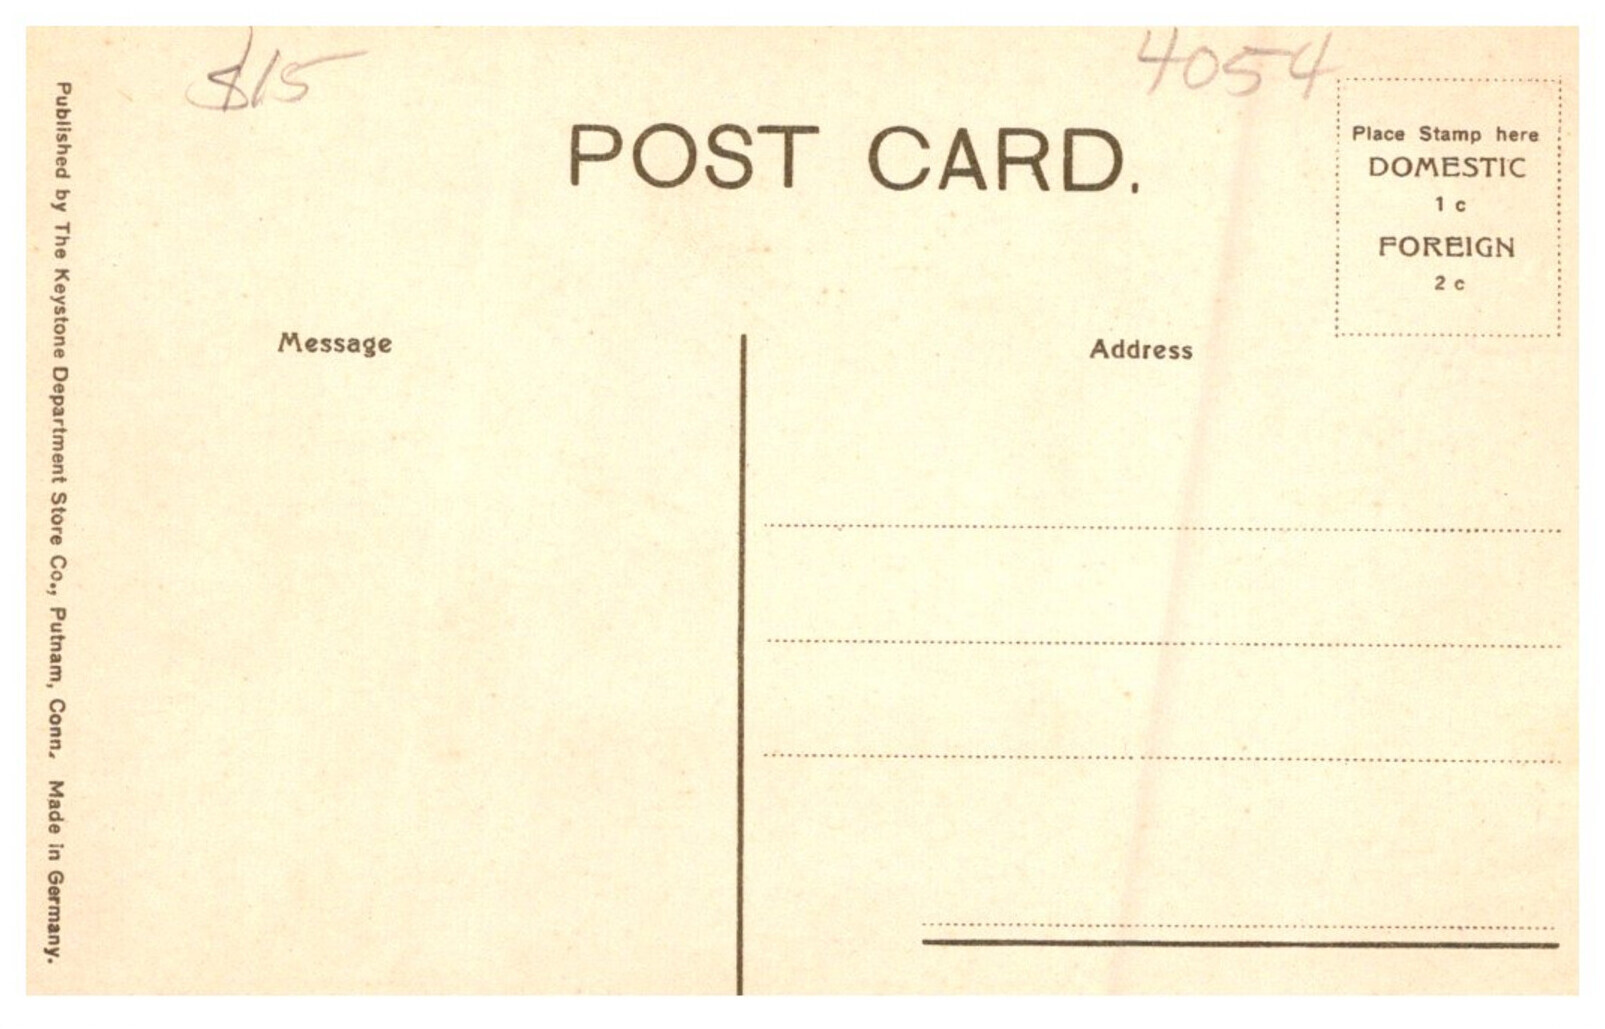 $15
4054
POST CARD.
Place Stamp here
DOMESTIC
1 c
FOREIGN
2 c
Message
Address
Published by The Keystone Department Store Co., Putnam, Conn. Made in Germany.